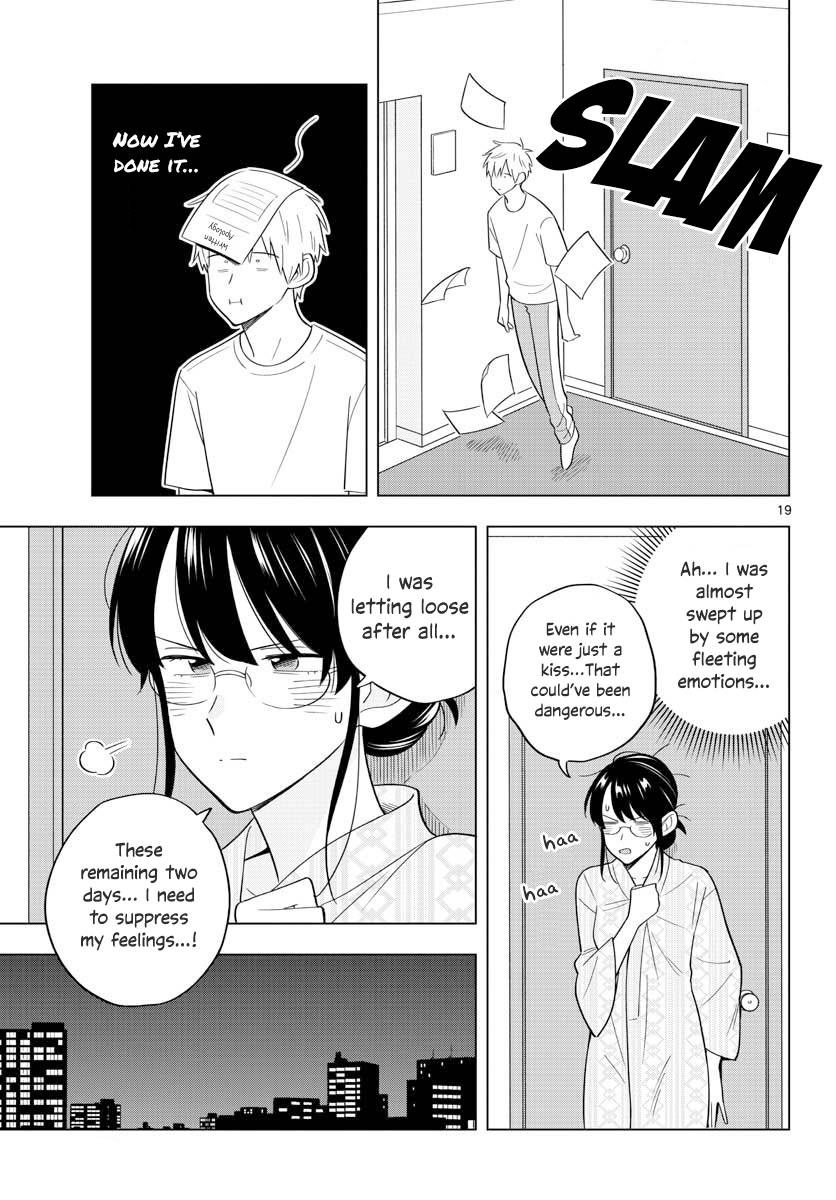 SLAM
NOW I'VE
DONE IT...
Written
Apology
19
Ah... I was
almost
swept up
by some
fleeting
emotions...
Even if it
were just a
kiss...That
could've been
dangerous...
haa
haa
I was
letting loose
after all...
These
remaining two
days... I need
to suppress
my feelings...!